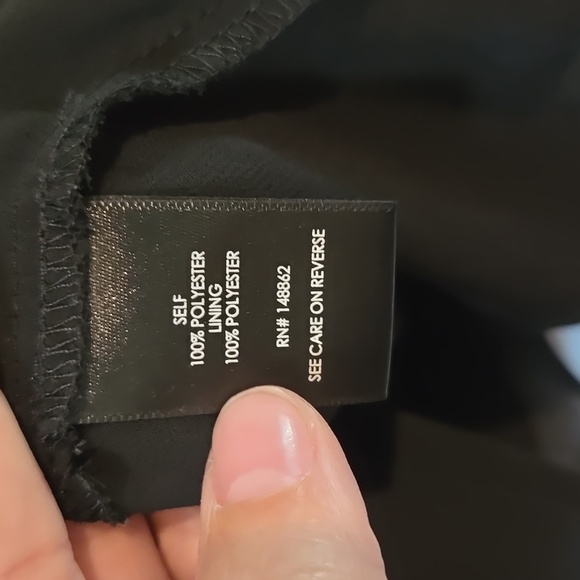 SELF
100% POLYESTER
LINING
100% POLYESTER
RN# 148862
SEE CARE ON REVERSE